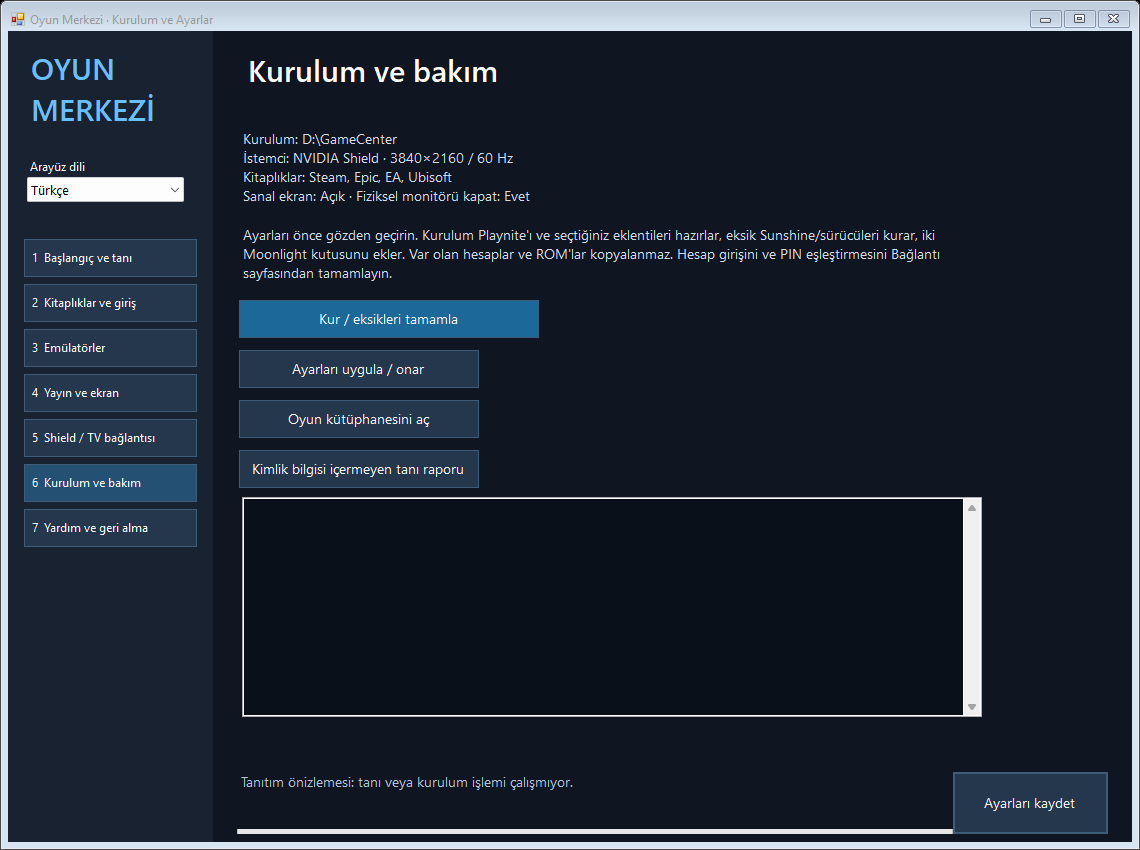 Oyun Merkezi · Kurulum ve Ayarlar
OYUN
MERKEZİ
Arayüz dili
Türkçe
1 Başlangıç ve tanı
2 Kitaplıklar ve giriş
3 Emülatörler
4 Yayın ve ekran
5 Shield / TV bağlantısı
6 Kurulum ve bakım
7 Yardım ve geri alma
Kurulum ve bakım
Kurulum: D:\GameCenter
İstemci: NVIDIA Shield · 3840×2160 / 60 Hz
Kitaplıklar: Steam, Epic, EA, Ubisoft
Sanal ekran: Açık · Fiziksel monitörü kapat: Evet
Ayarları önce gözden geçirin. Kurulum Playnite'ı ve seçtiğiniz eklentileri hazırlar, eksik Sunshine/sürücüleri kurar, iki
Moonlight kutusunu ekler. Var olan hesaplar ve ROM'lar kopyalanmaz. Hesap girişini ve PIN eşleştirmesini Bağlantı
sayfasından tamamlayın.
Kur / eksikleri tamamla
Ayarları uygula / onar
Oyun kütüphanesini aç
Kimlik bilgisi içermeyen tanı raporu
Tanıtım önizlemesi: tanı veya kurulum işlemi çalışmıyor.
Ayarları kaydet